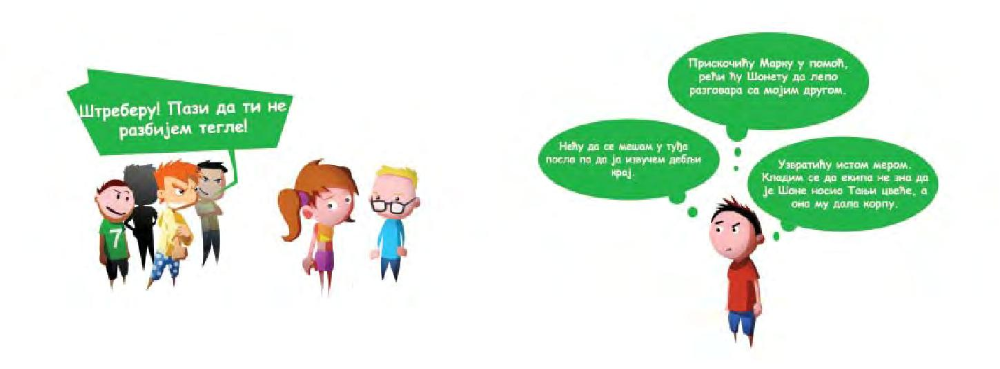 Штреберу! Пази да ти не
разбијем тегле!
Прискочићу Марку у помоћ,
рећи ћу Шонету да лепо
разговара са мојим другом.
Нећу да се мешам у туђа
посла па да ја извучем дебљи
крај.
Узвратићу истом мером.
Кладим се да екипа не зна да
је Шоне носио Тањи цвеће, а
она му дала корпу.
7